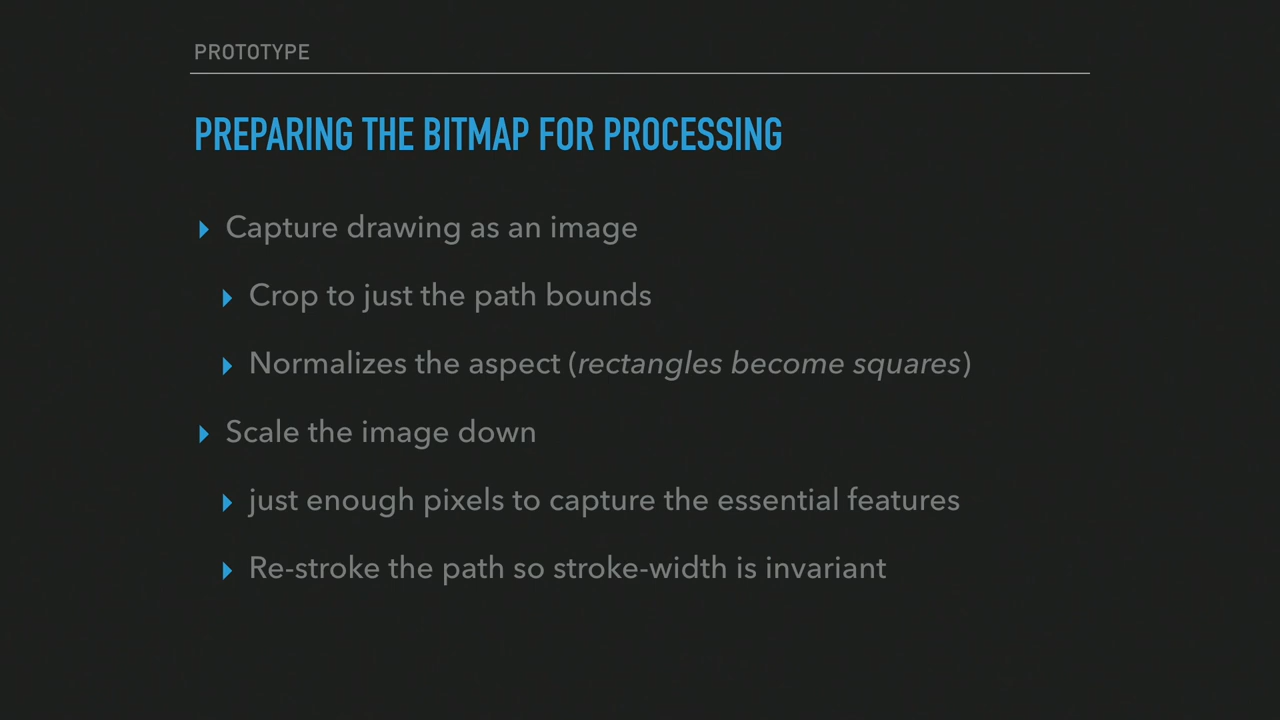 PROTOTYPE
PREPARING THE BITMAP FOR PROCESSING
Capture drawing as an image
Crop to just the path bounds
Normalizes the aspect (rectangles become squares)
Scale the image down
just enough pixels to capture the essential features
Re-stroke the path so stroke-width is invariant